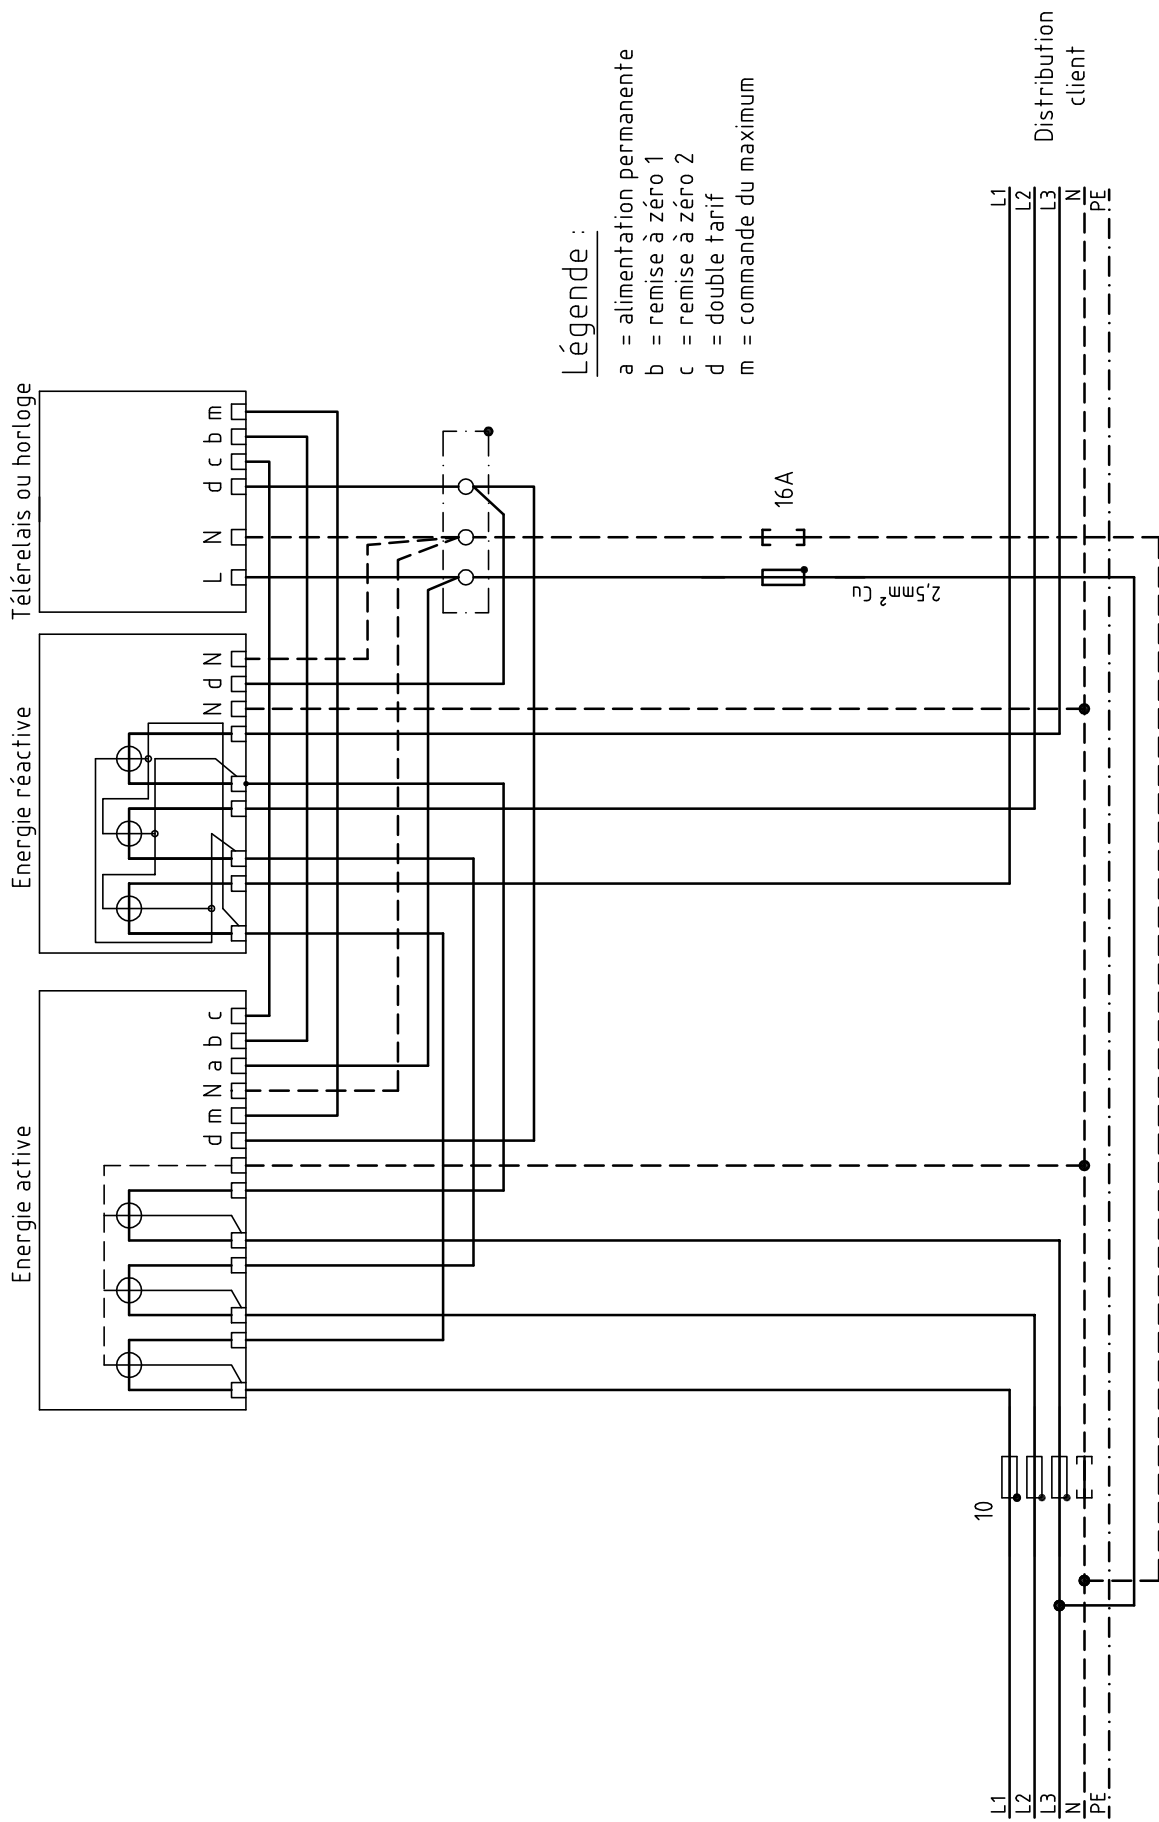 Energie active
Energie réactive
Télérelais ou horloge
d m N a b c
N d N
L N d c b m
Légende :
a = alimentation permanente
b = remise à zéro 1
c = remise à zéro 2
d = double tarif
m = commande du maximum
16A
2,5mm² Cu
10
L1
L2
L3
N
PE
L1
L2
L3
N
PE
Distribution
client